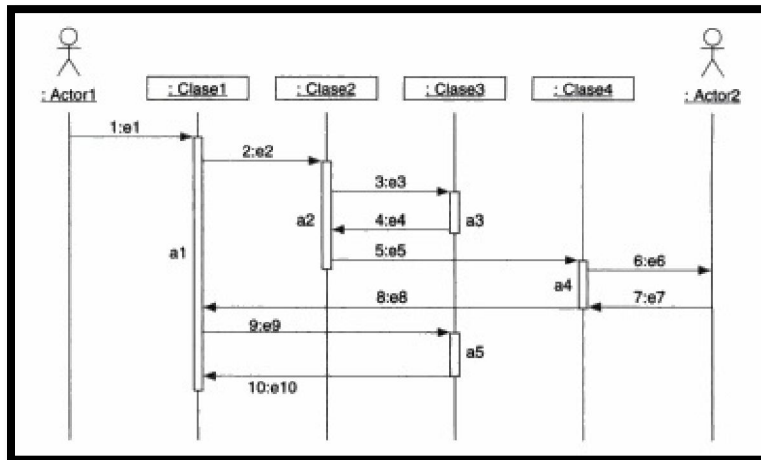 : Actor1
: Clase1
: Clase2
: Clase3
: Clase4
: Actor2
1:e1
2:e2
3:e3
a2
4:e4
a3
a1
5:e5
6:e6
a4
8:e8
7:e7
9:e9
a5
10:e10